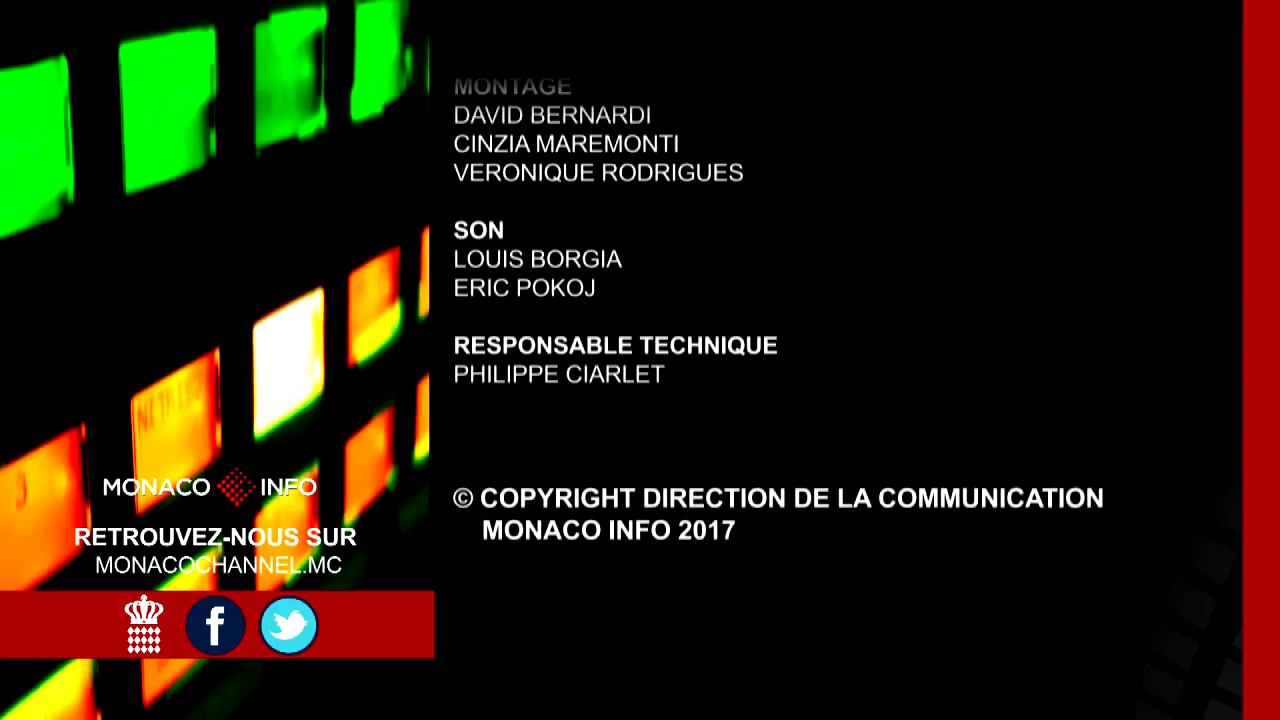 MONTAGE
DAVID BERNARDI
CINZIA MAREMONTI
VERONIQUE RODRIGUES
SON
LOUIS BORGIA
ERIC POKOJ
RESPONSABLE TECHNIQUE
PHILIPPE CIARLET
© COPYRIGHT DIRECTION DE LA COMMUNICATION
MONACO INFO 2017
MONACO INFO
RETROUVEZ-NOUS SUR
MONACOCHANNEL.MC